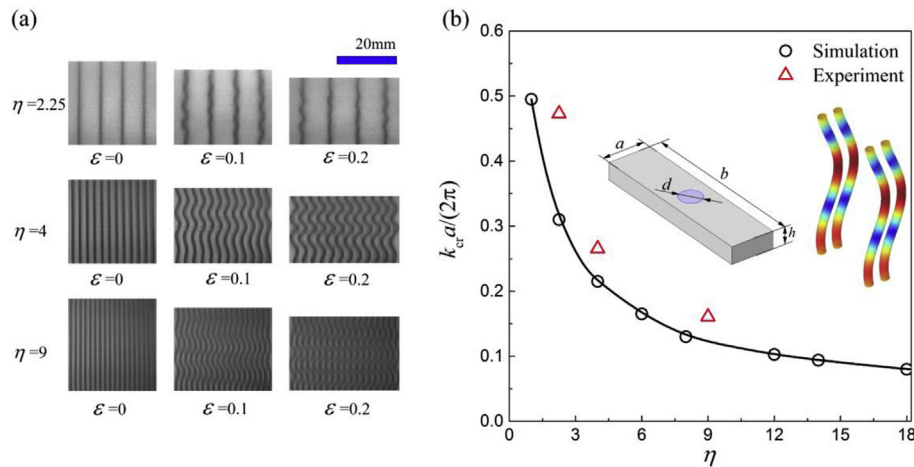 (a)
20mm
η=2.25
ε=0
ε=0.1
ε=0.2
η=4
ε=0
ε=0.1
ε=0.2
η=9
ε=0
ε=0.1
ε=0.2
(b)
k_cr a/(2π)
0.6
0.5
0.4
0.3
0.2
0.1
0.0
Simulation
Experiment
a
b
d
h
0 3 6 9 12 15 18
η